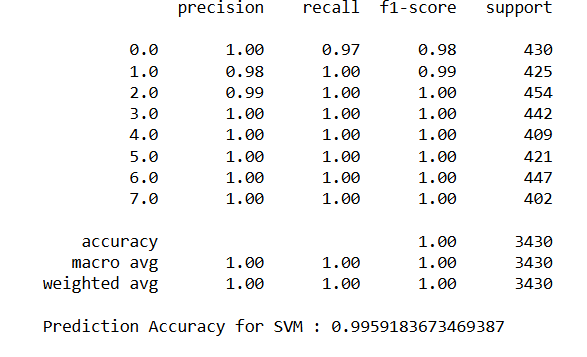 precision recall f1-score support
0.0 1.00 0.97 0.98 430
1.0 0.98 1.00 0.99 425
2.0 0.99 1.00 1.00 454
3.0 1.00 1.00 1.00 442
4.0 1.00 1.00 1.00 409
5.0 1.00 1.00 1.00 421
6.0 1.00 1.00 1.00 447
7.0 1.00 1.00 1.00 402
accuracy 1.00 3430
macro avg 1.00 1.00 1.00 3430
weighted avg 1.00 1.00 1.00 3430
Prediction Accuracy for SVM : 0.9959183673469387